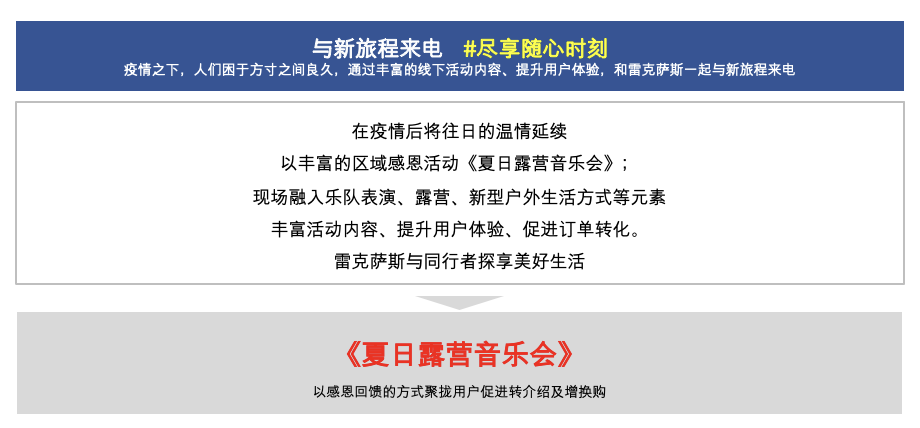 与新旅程来电 #尽享随心时刻
疫情之下，人们困于方寸之间良久，通过丰富的线下活动内容、提升用户体验，和雷克萨斯一起与新旅程来电
在疫情后将往日的温情延续
以丰富的区域感恩活动《夏日露营音乐会》；
现场融入乐队表演、露营、新型户外生活方式等元素
丰富活动内容、提升用户体验、促进订单转化。
雷克萨斯与同行者探享美好生活
《夏日露营音乐会》
以感恩回馈的方式聚拢用户促进转介绍及增换购